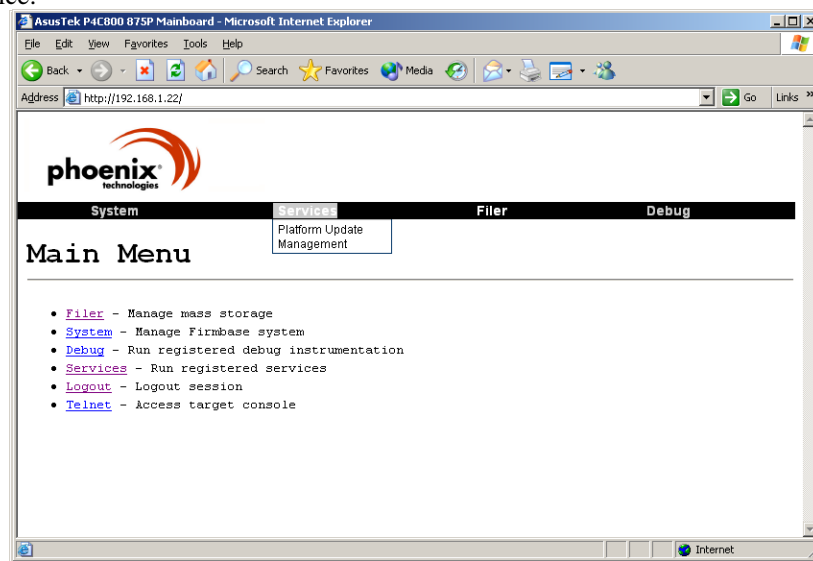 ice.
AsusTek P4C800 875P Mainboard - Microsoft Internet Explorer
File Edit View Favorites Tools Help
Back Search Favorites Media
Address http://192.168.1.22/ Go Links »
phoenix
technologies
System Services Filer Debug
Platform Update
Management
Main Menu
• Filer - Manage mass storage
• System - Manage Firmbase system
• Debug - Run registered debug instrumentation
• Services - Run registered services
• Logout - Logout session
• Telnet - Access target console
Internet